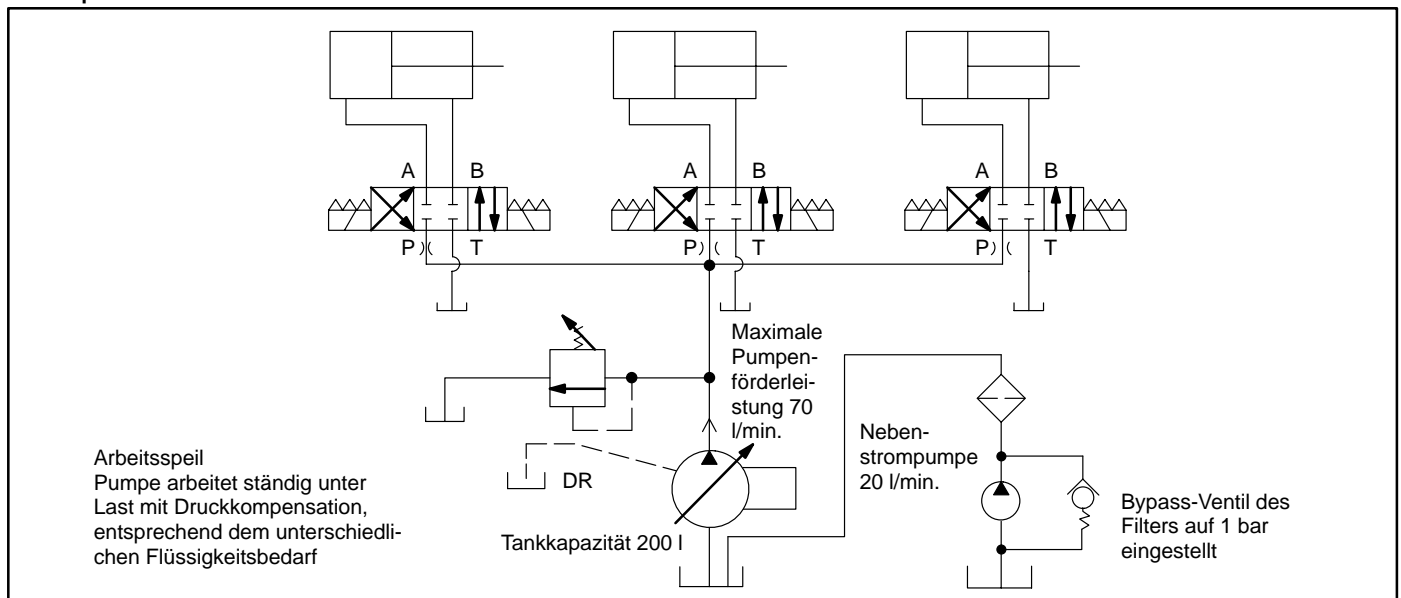 A B
A B
A B
P T
P T
P T
Maximale
Pumpen-
förderlei-
stung 70
l/min.
Neben-
strompumpe
20 l/min.
Arbeitsspeil
Pumpe arbeitet ständig unter
Last mit Druckkompensation,
entsprechend dem unterschiedli-
chen Flüssigkeitsbedarf
DR
Tankkapazität 200 l
Bypass-Ventil des
Filters auf 1 bar
eingestellt